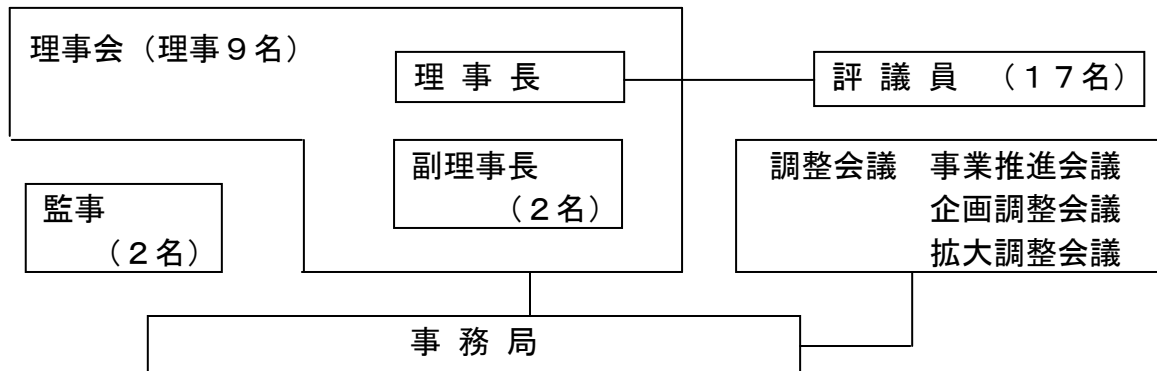 理事会（理事９名）
理 事 長
評 議 員 （１７名）
副理事長
（２名）
監事
（２名）
調整会議 事業推進会議
企画調整会議
拡大調整会議
事 務 局